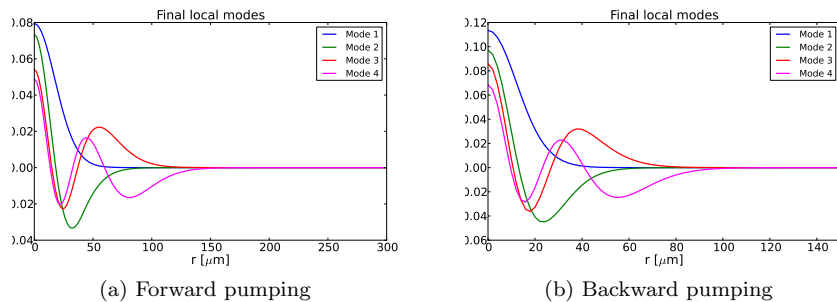 Final local modes
0.08
0.06
0.04
0.02
0.00
0.02
0.04
0 50 100 150 200 250 300
r [μm]
Mode 1
Mode 2
Mode 3
Mode 4
(a) Forward pumping
Final local modes
0.12
0.10
0.08
0.06
0.04
0.02
0.00
0.02
0.04
0.06
0 20 40 60 80 100 120 140
r [μm]
Mode 1
Mode 2
Mode 3
Mode 4
(b) Backward pumping